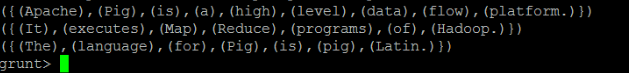 ({(Apache),(Pig),(is),(a),(high),(level),(data),(flow),(platform.)})
({(It),(executes),(Map),(Reduce),(programs),(of),(Hadoop.)})
({(The),(language),(for),(Pig),(is),(pig),(Latin.)})
grunt>